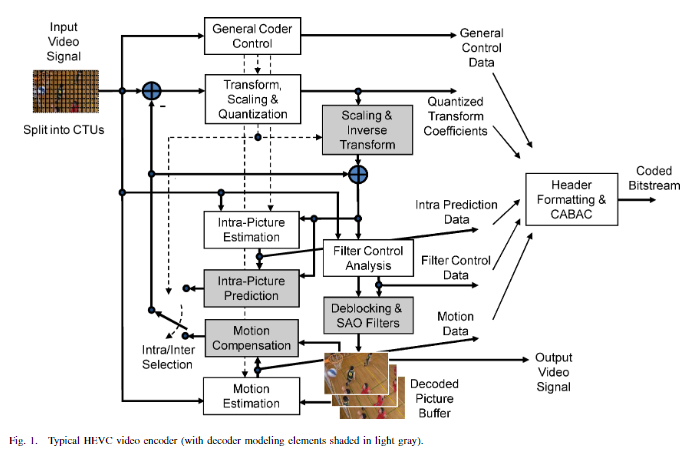 Input
Video
Signal
Split into CTUs
General Coder
Control
General
Control
Data
Transform,
Scaling &
Quantization
Quantized
Transform
Coefficients
-
Scaling &
Inverse
Transform
Header
Formatting &
CABAC
Coded
Bitstream
Intra-Picture
Estimation
Intra Prediction
Data
Filter Control
Analysis
Filter Control
Data
Intra-Picture
Prediction
Deblocking &
SAO Filters
Motion
Data
Motion
Compensation
Intra/Inter
Selection
Motion
Estimation
Decoded
Picture
Buffer
Output
Video
Signal
Fig. 1. Typical HEVC video encoder (with decoder modeling elements shaded in light gray).